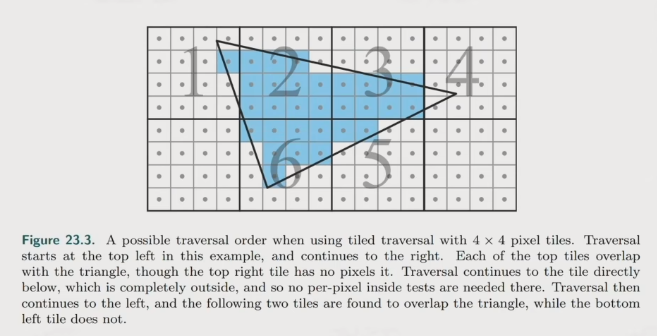 1 2 3 4
6 5
Figure 23.3. A possible traversal order when using tiled traversal with 4 × 4 pixel tiles. Traversal
starts at the top left in this example, and continues to the right. Each of the top tiles overlap
with the triangle, though the top right tile has no pixels it. Traversal continues to the tile directly
below, which is completely outside, and so no per-pixel inside tests are needed there. Traversal then
continues to the left, and the following two tiles are found to overlap the triangle, while the bottom
left tile does not.